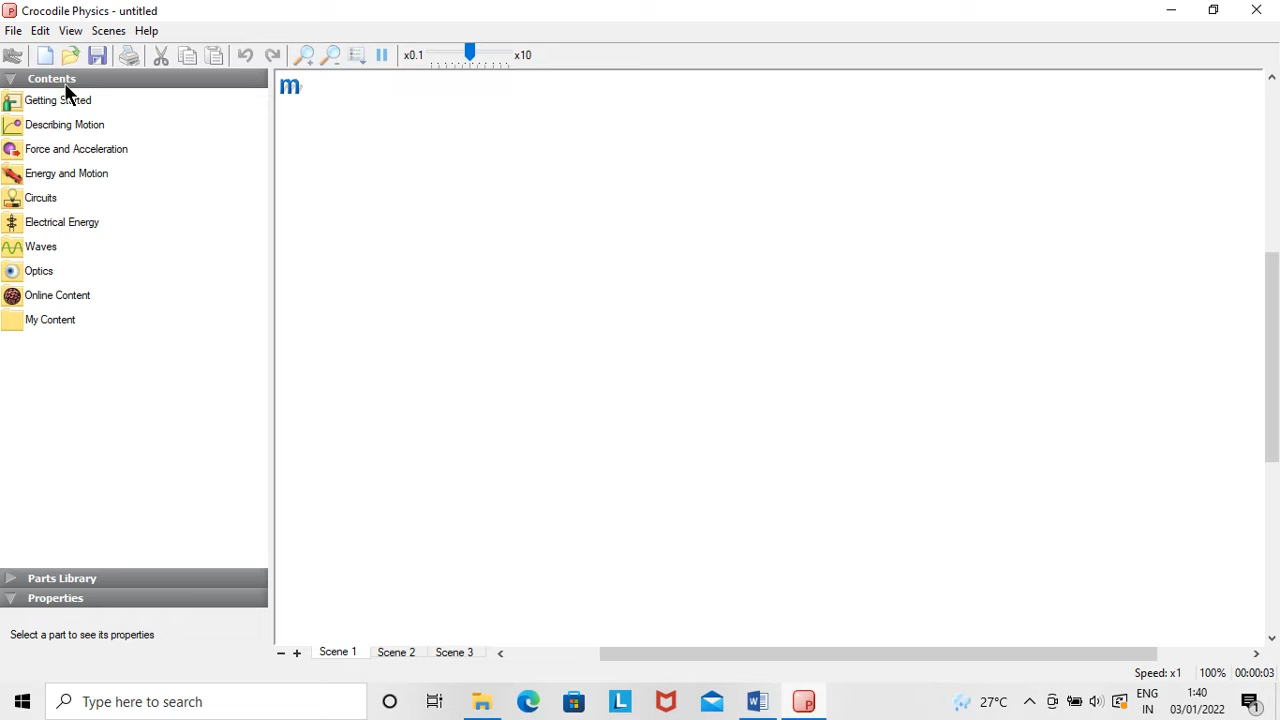 Crocodile Physics - untitled
File Edit View Scenes Help
x0.1 x10
Contents
Getting Started
Describing Motion
Force and Acceleration
Energy and Motion
Circuits
Electrical Energy
Waves
Optics
Online Content
My Content
Parts Library
Properties
Select a part to see its properties
m
Scene 1 Scene 2 Scene 3
Speed: x1 100% 00:00:03
Type here to search
27°C ENG IN 1:40 03/01/2022